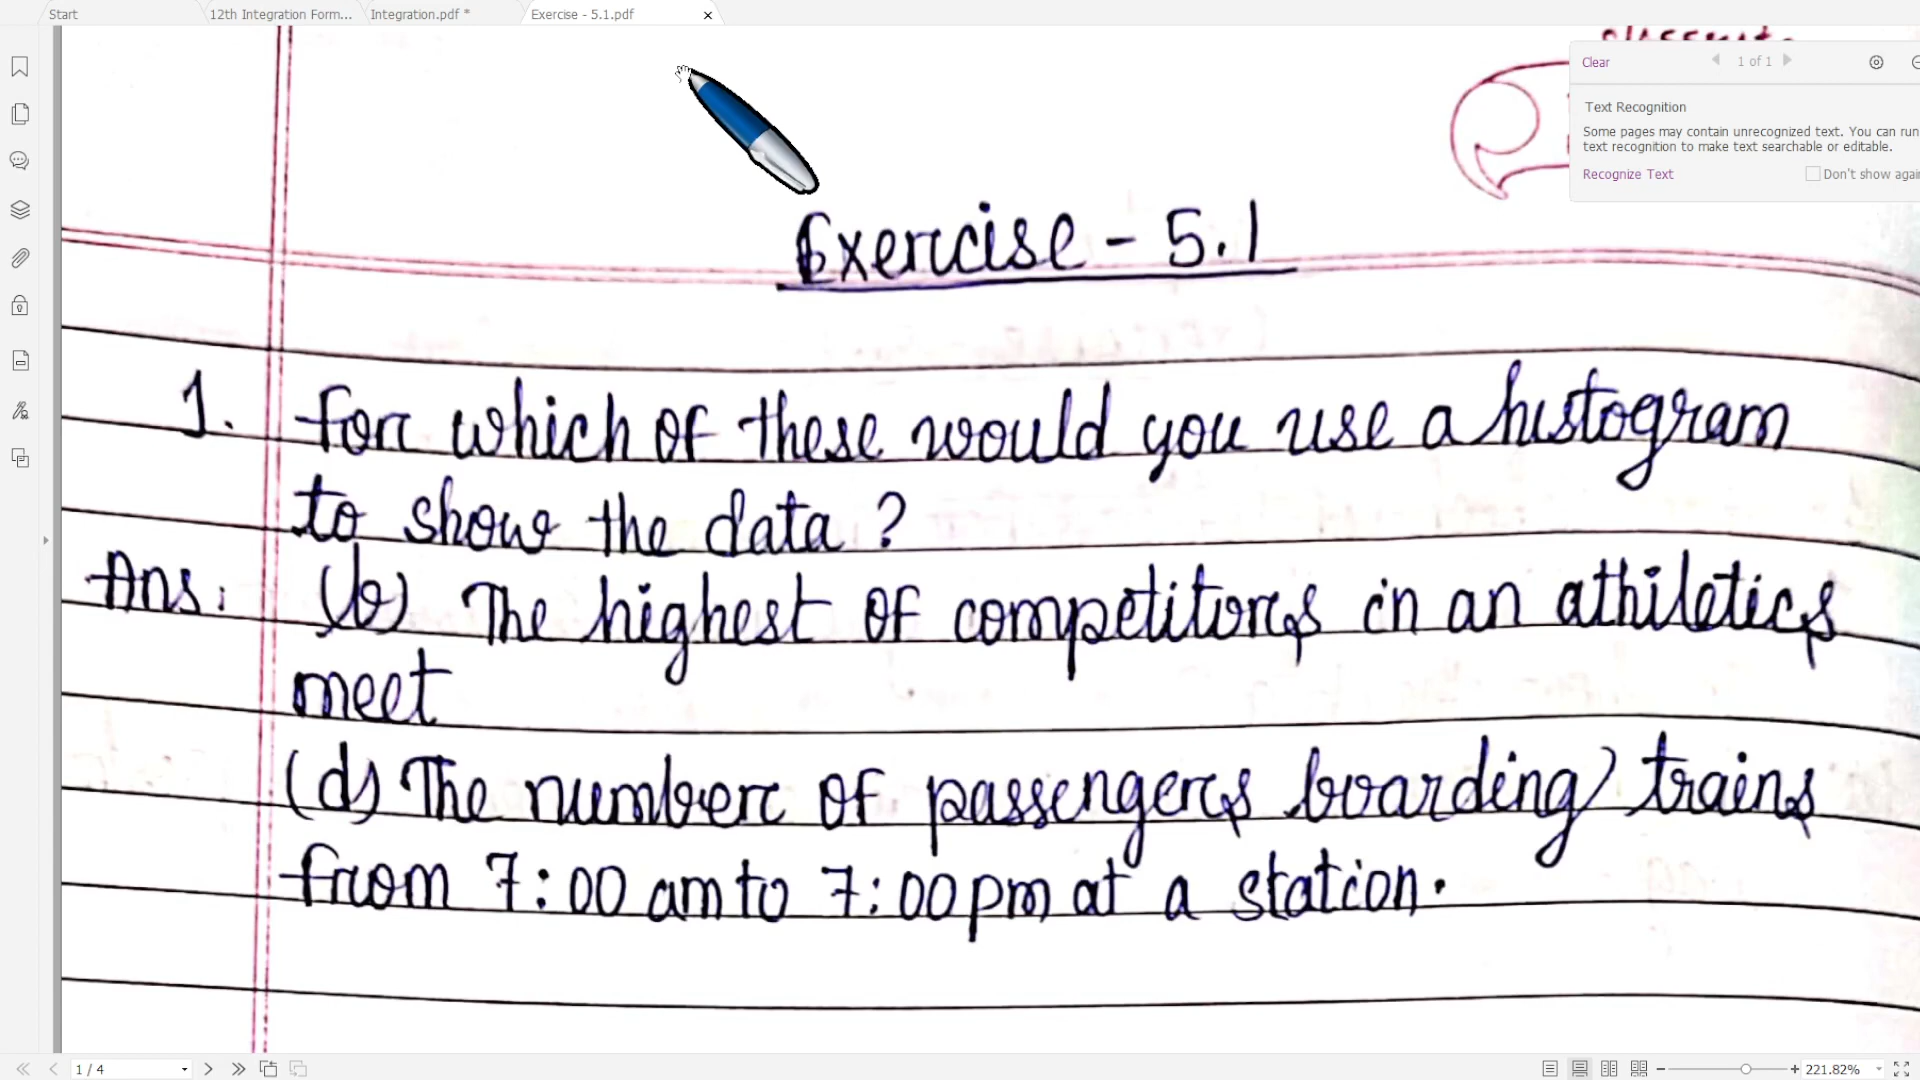 Start
12th Integration Form...
Integration.pdf *
Exercise - 5.1.pdf
Clear
1 of 1
Text Recognition
Some pages may contain unrecognized text. You can run
text recognition to make text searchable or editable.
Recognize Text
Don't show again
Exercise - 5.1
1. For which of these would you use a histogram
to show the data ?
Ans: (b) The highest of competitors in an athiletics
meet
(d) The number of passengers boarding trains
from 7:00 am to 7:00 pm at a station.
1 / 4
221.82%